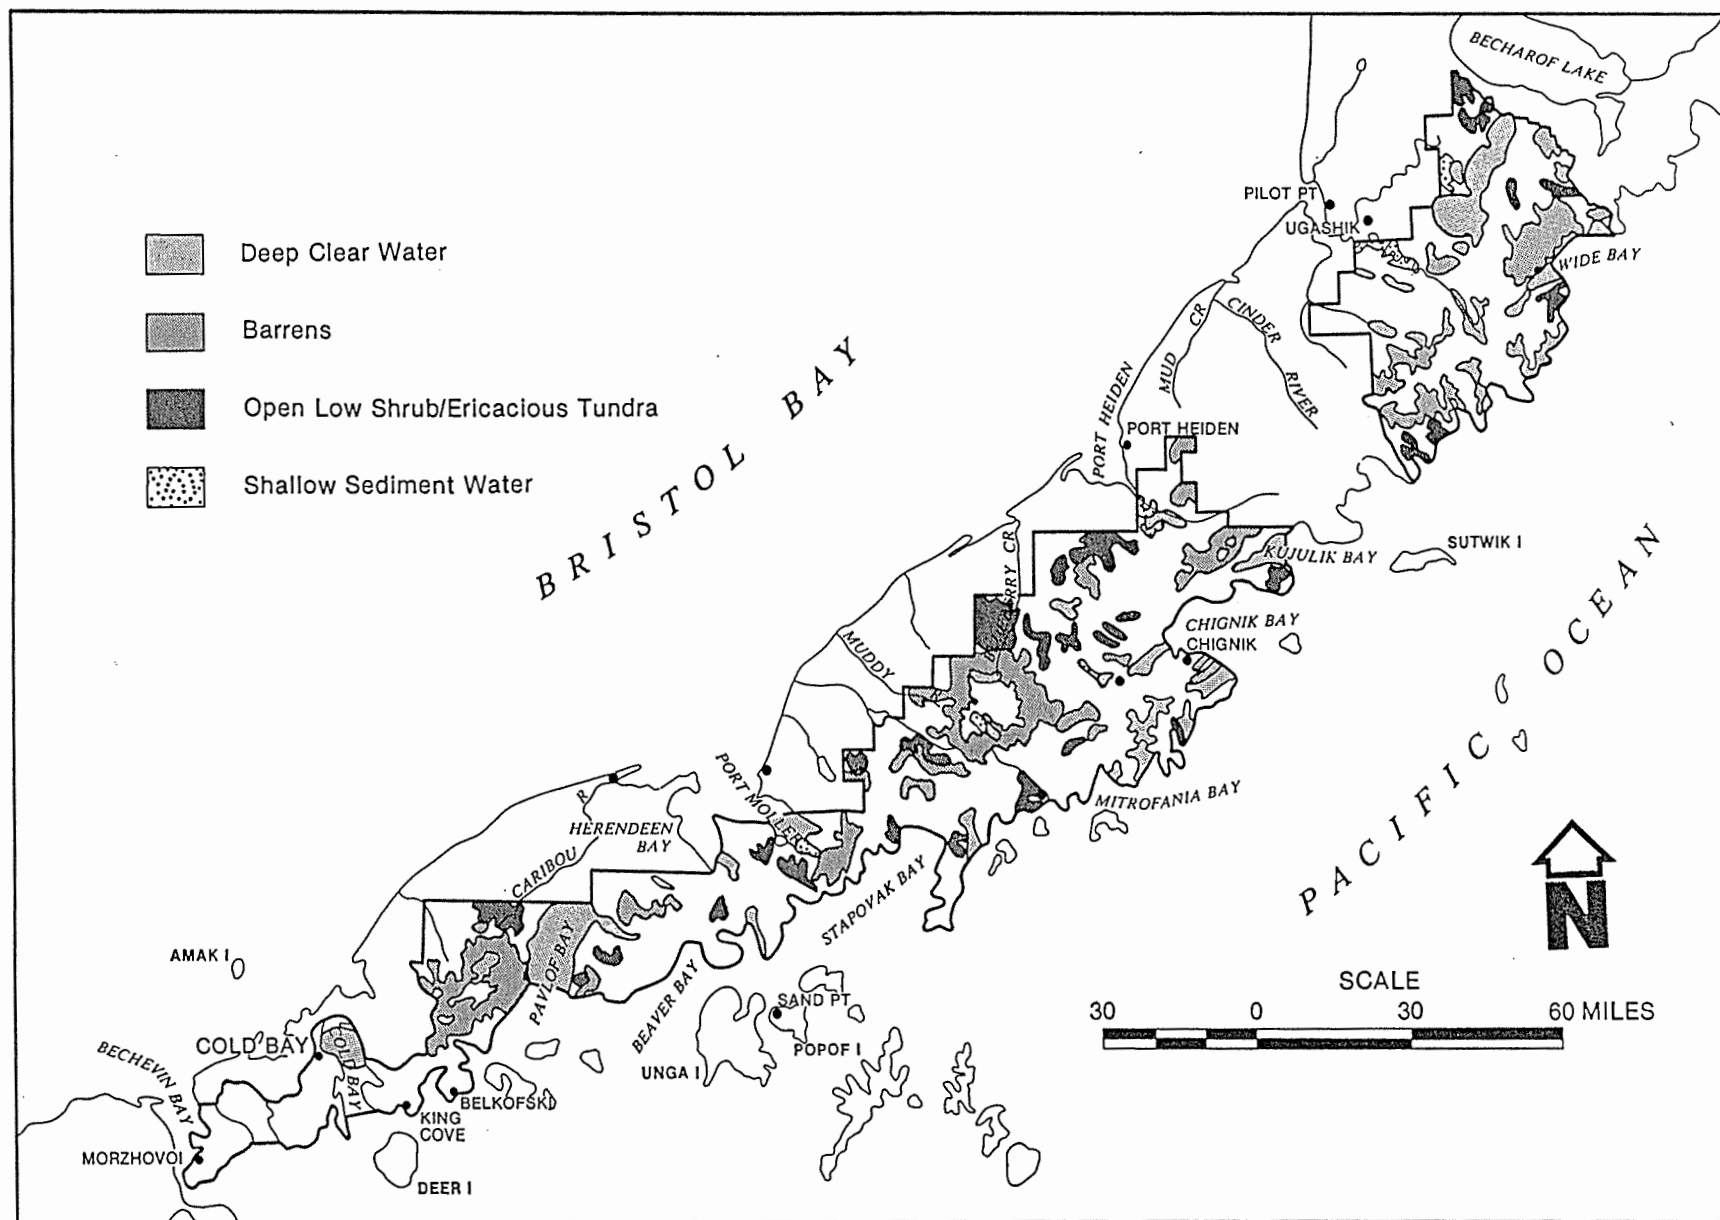 BECHAROF LAKE
PILOT PT
UGASHIK
WIDE BAY
Deep Clear Water
Barrens
Open Low Shrub/Ericacious Tundra
Shallow Sediment Water
BRISTOL BAY
MUD CR
CINDER RIVER
PORT HEIDEN
PORT HEIDEN
KUJULIK BAY
SUTWIK I
CHIGNIK BAY
CHIGNIK
MUDDY
PACIFIC OCEAN
PORT MOLLER
MITROFANIA BAY
HERENDEEN
BAY
CARIBOU R
STAPOVAK BAY
AMAK I
PAVLOF BAY
BEAVER BAY
SAND PT
POPOF I
UNGA I
COLD BAY
BECHEVIN BAY
BELKOFSKI
KING
COVE
MORZHOVOI
DEER I
N
SCALE
30 0 30 60 MILES